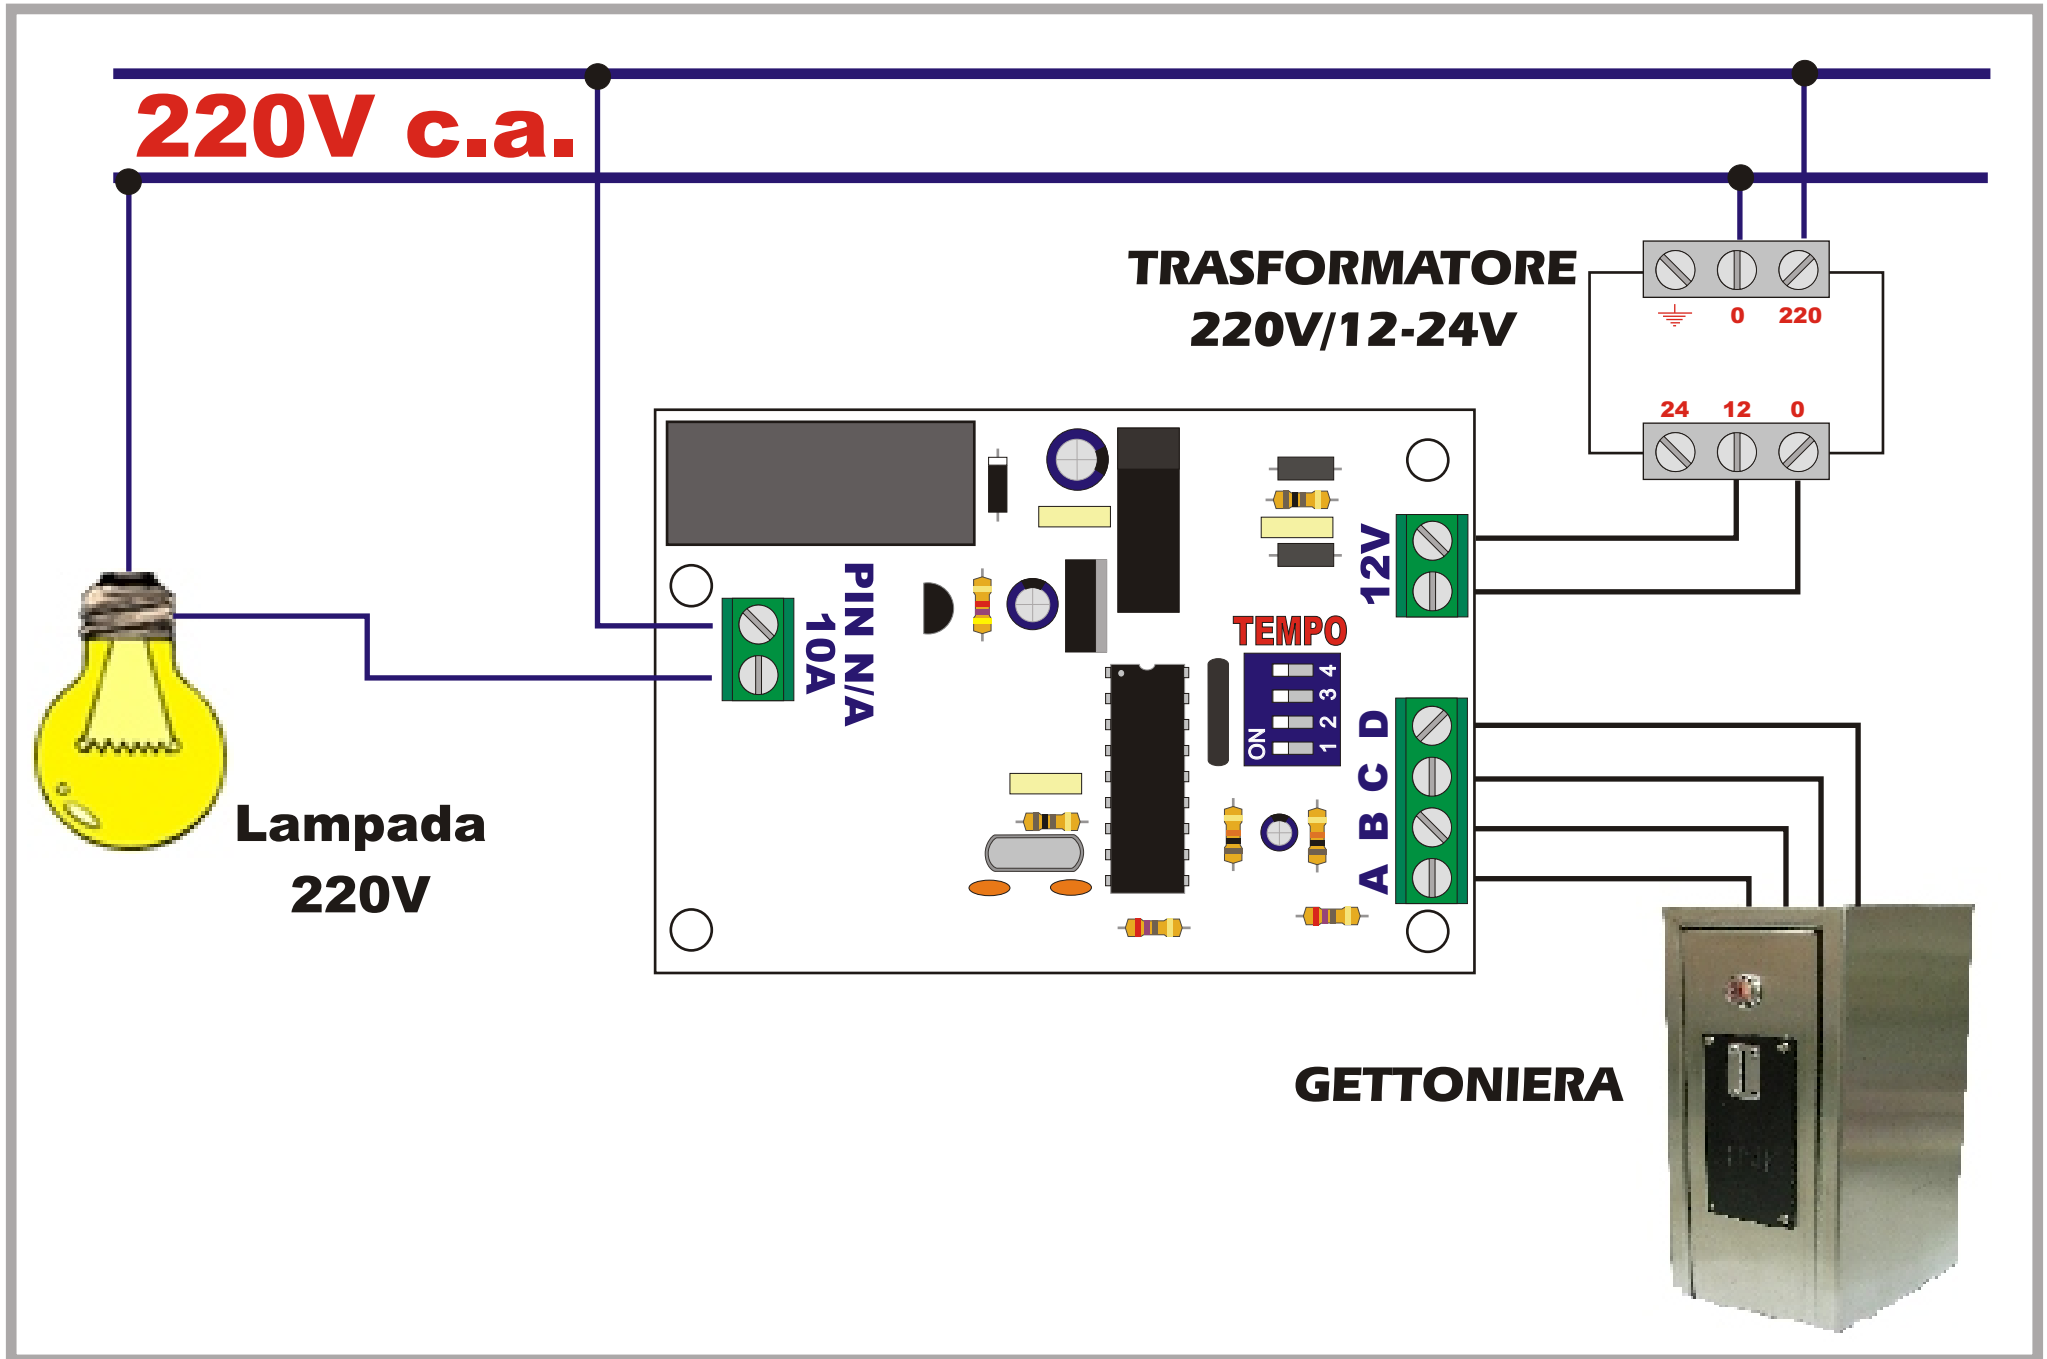 220V c.a.
TRASFORMATORE
220V/12-24V
0 220
24 12 0
12V
PIN N/A
10A
TEMPO
ON
1 2 3 4
D
C
B
A
Lampada
220V
GETTONIERA